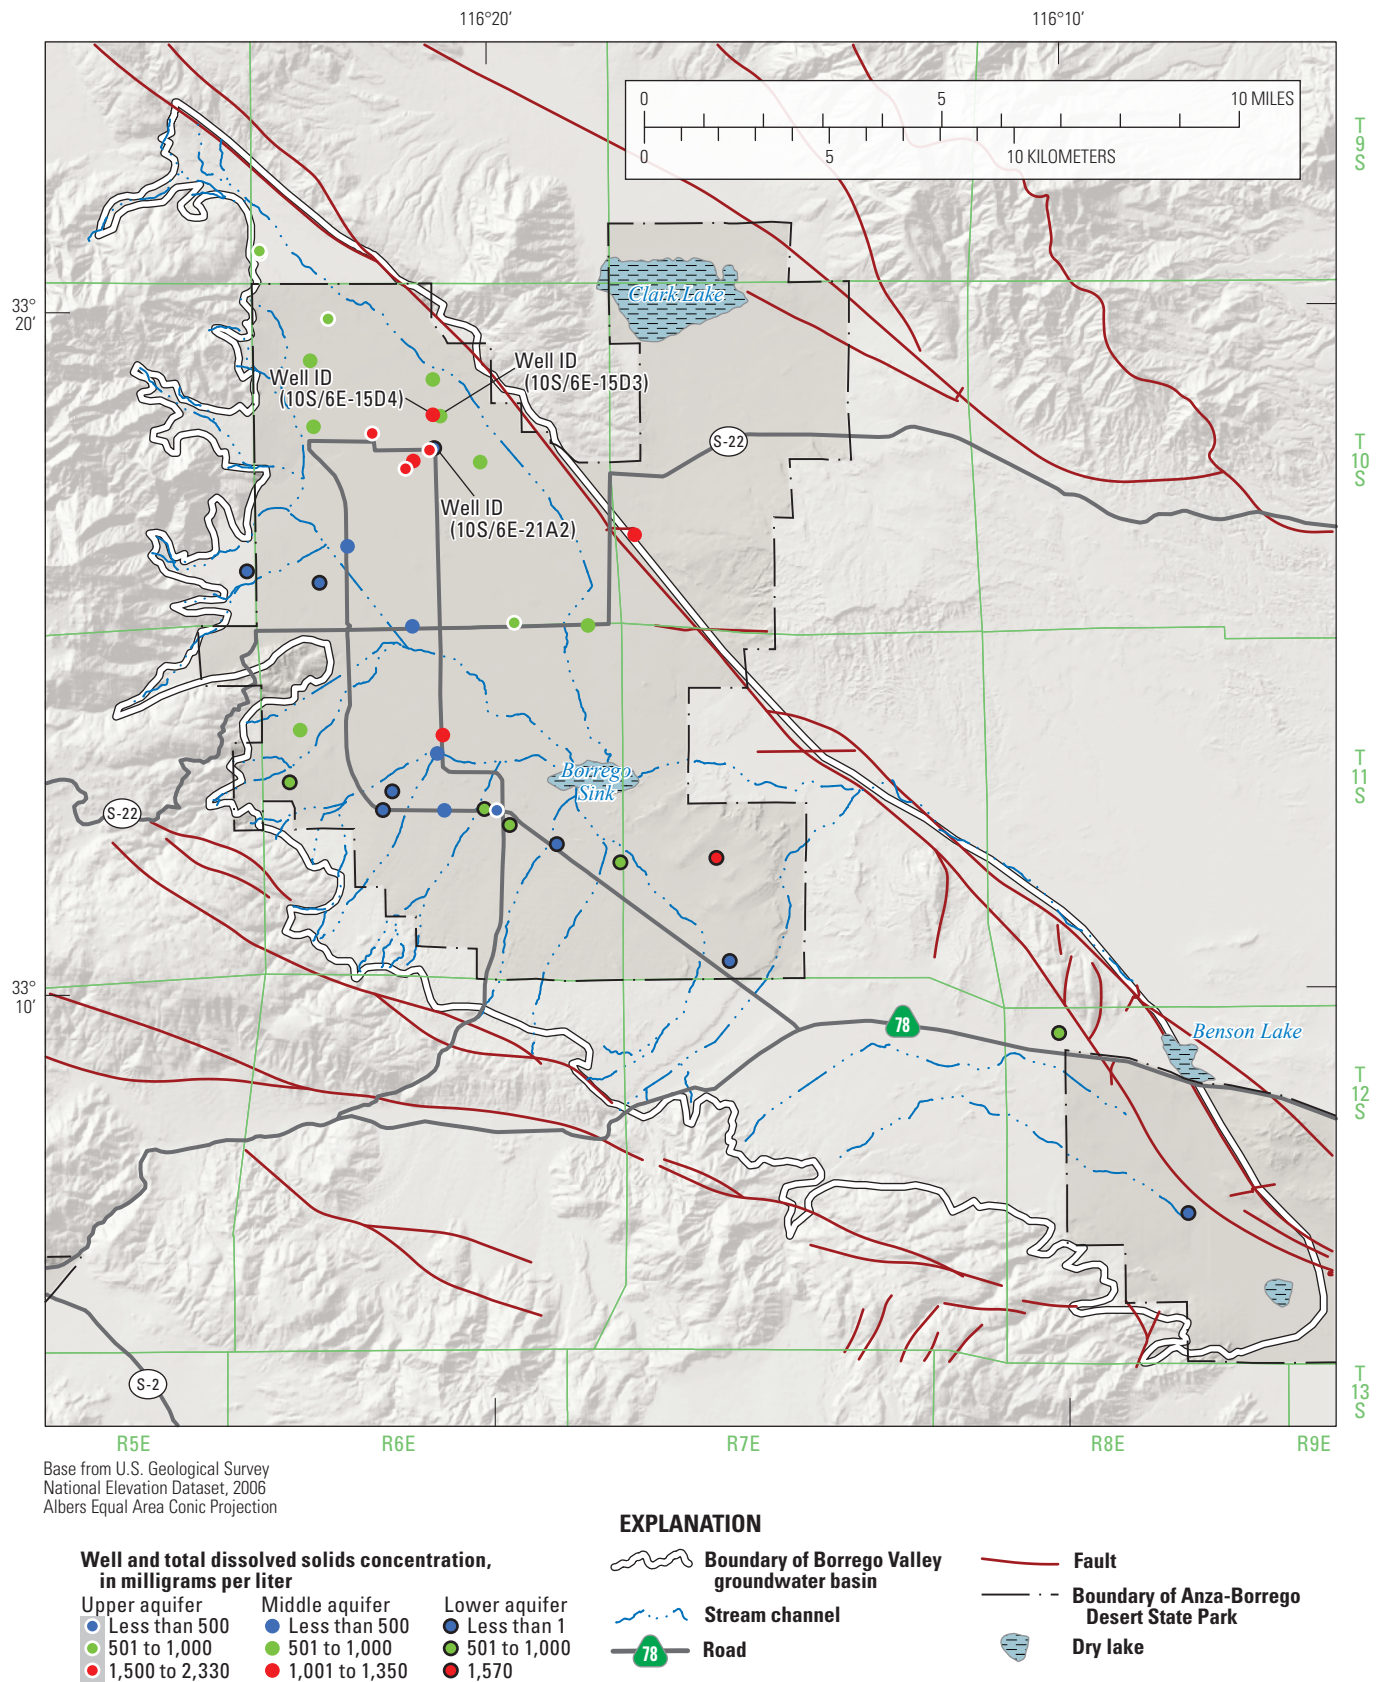 116°20′
116°10′
0
5
10 MILES
0
5
10 KILOMETERS
T
9
S
Clark Lake
33°
20′
Well ID
(10S/6E-15D3)
Well ID
(10S/6E-15D4)
S-22
T
10
S
Well ID
(10S/6E-21A2)
Borrego
Sink
T
11
S
S-22
33°
10′
78
Benson Lake
T
12
S
S-2
T
13
S
R5E
R6E
R7E
R8E
R9E
Base from U.S. Geological Survey
National Elevation Dataset, 2006
Albers Equal Area Conic Projection
EXPLANATION
Well and total dissolved solids concentration,
in milligrams per liter
Upper aquifer
Less than 500
501 to 1,000
1,500 to 2,330
Middle aquifer
Less than 500
501 to 1,000
1,001 to 1,350
Lower aquifer
Less than 1
501 to 1,000
1,570
Boundary of Borrego Valley
groundwater basin
Stream channel
78
Road
Fault
Boundary of Anza-Borrego
Desert State Park
Dry lake